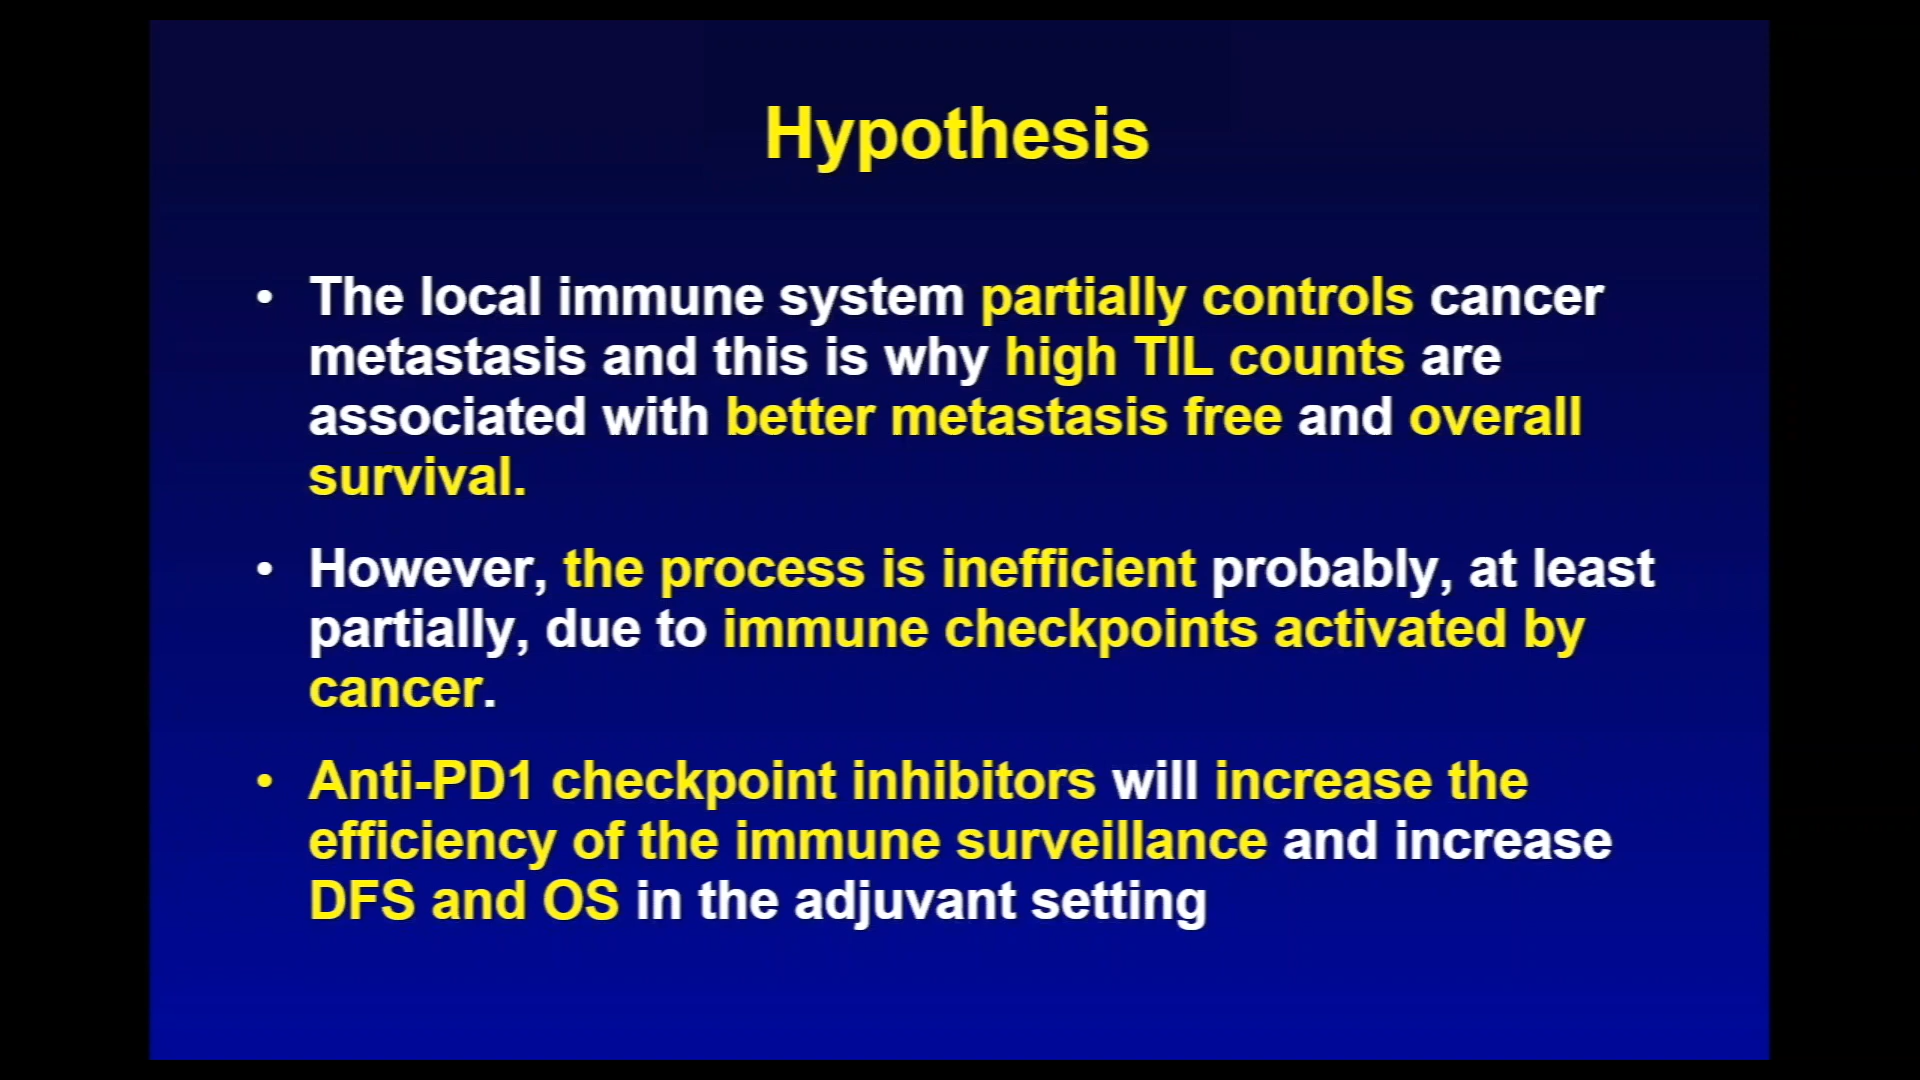 Hypothesis
• The local immune system partially controls cancer
metastasis and this is why high TIL counts are
associated with better metastasis free and overall
survival.
• However, the process is inefficient probably, at least
partially, due to immune checkpoints activated by
cancer.
• Anti-PD1 checkpoint inhibitors will increase the
efficiency of the immune surveillance and increase
DFS and OS in the adjuvant setting